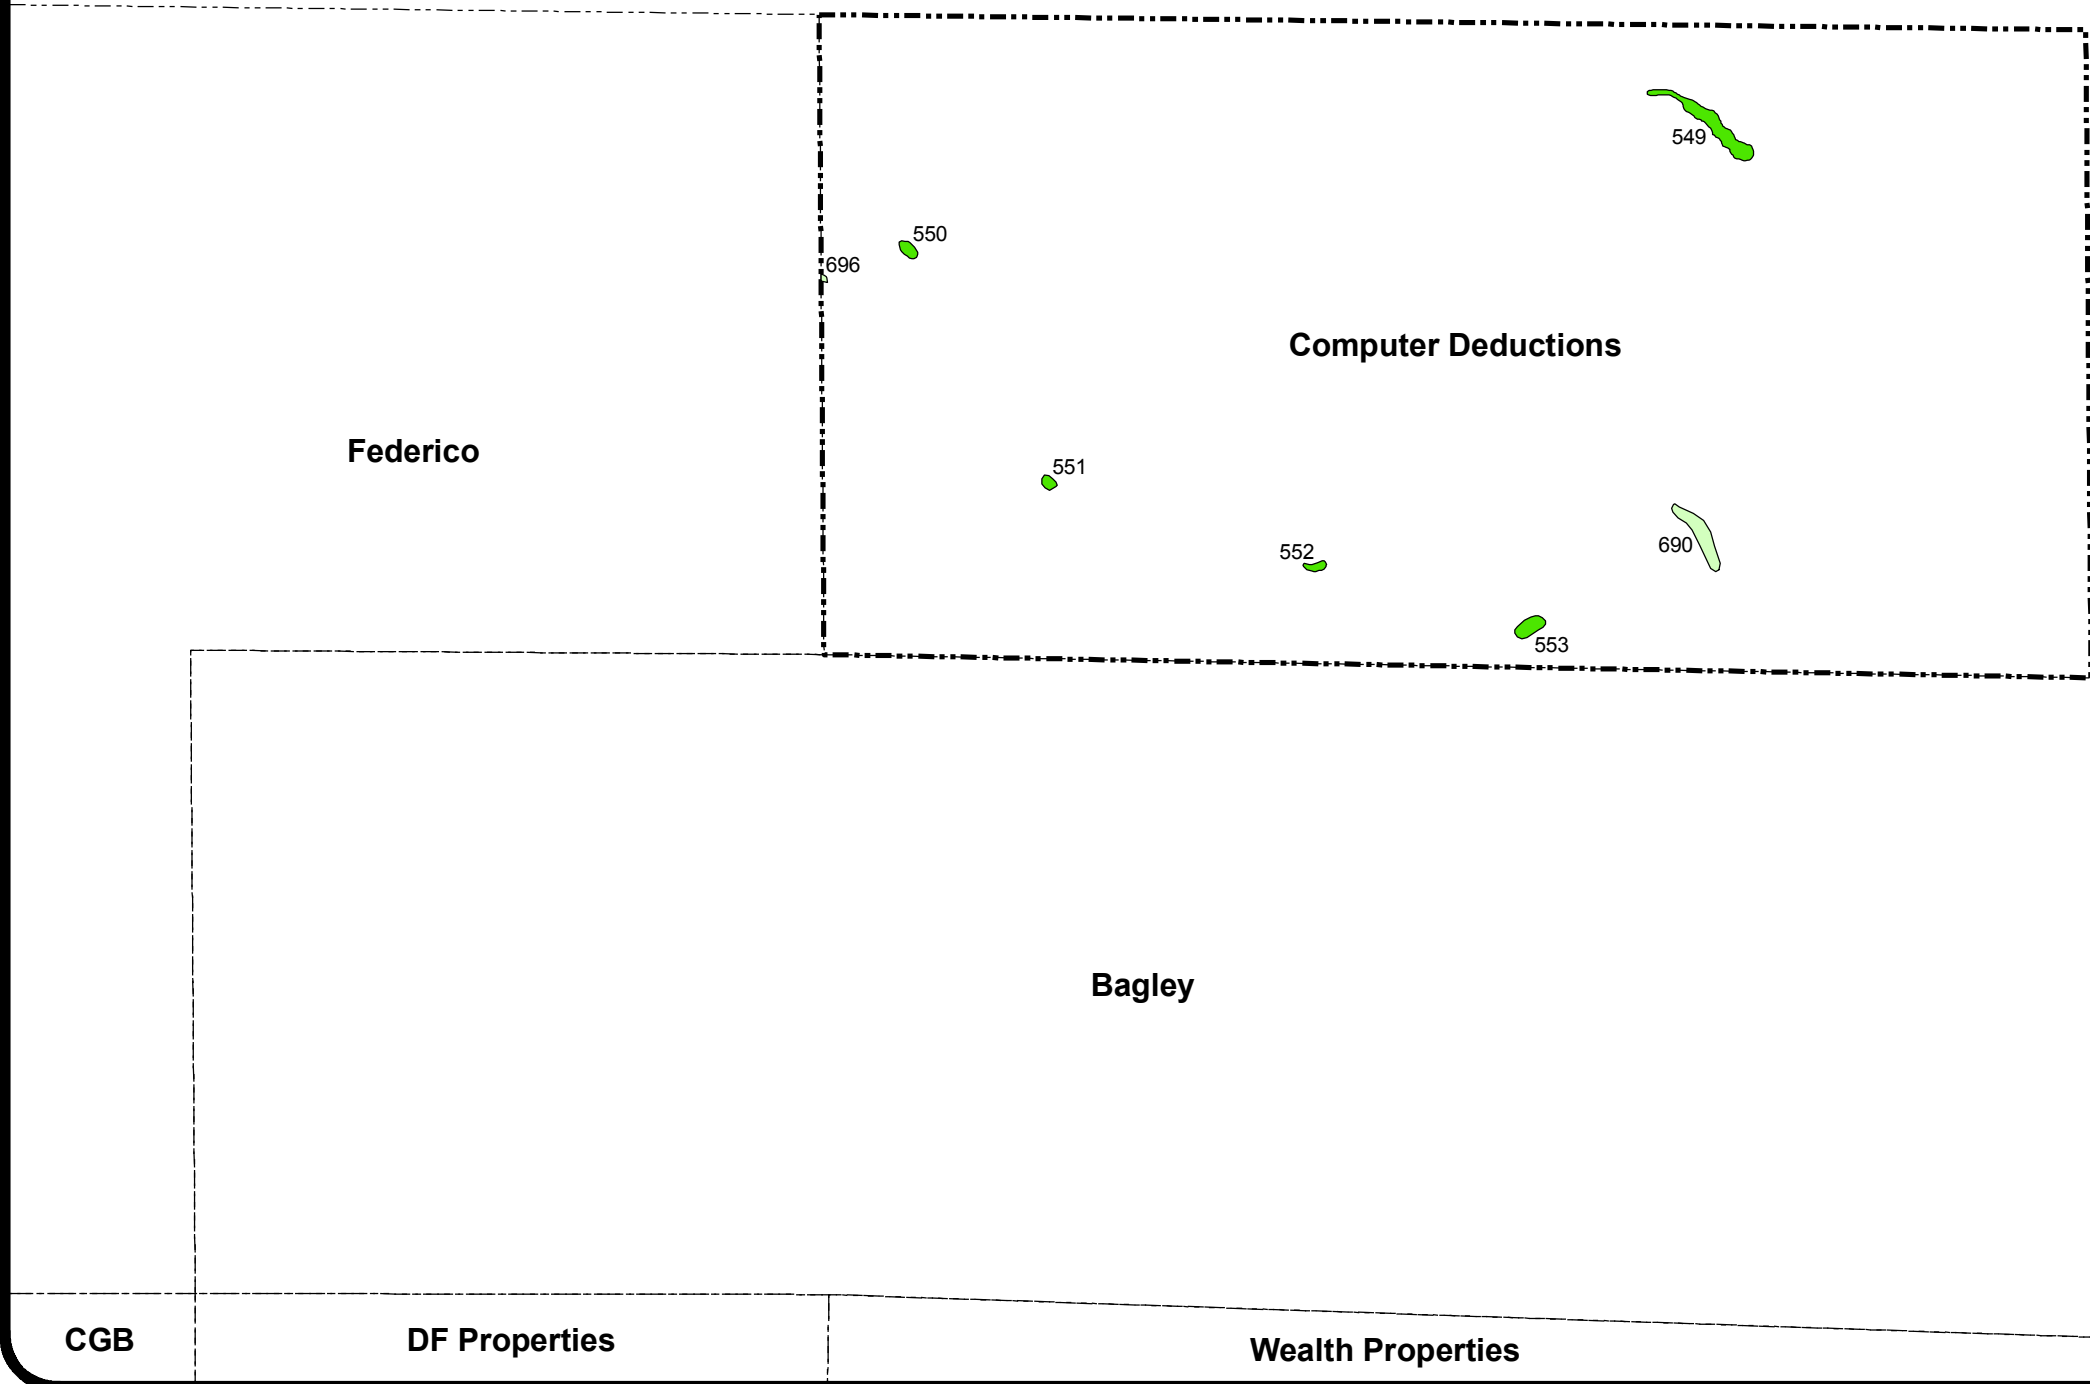 549
550
696
Computer Deductions
Federico
551
552
690
553
Bagley
CGB
DF Properties
Wealth Properties